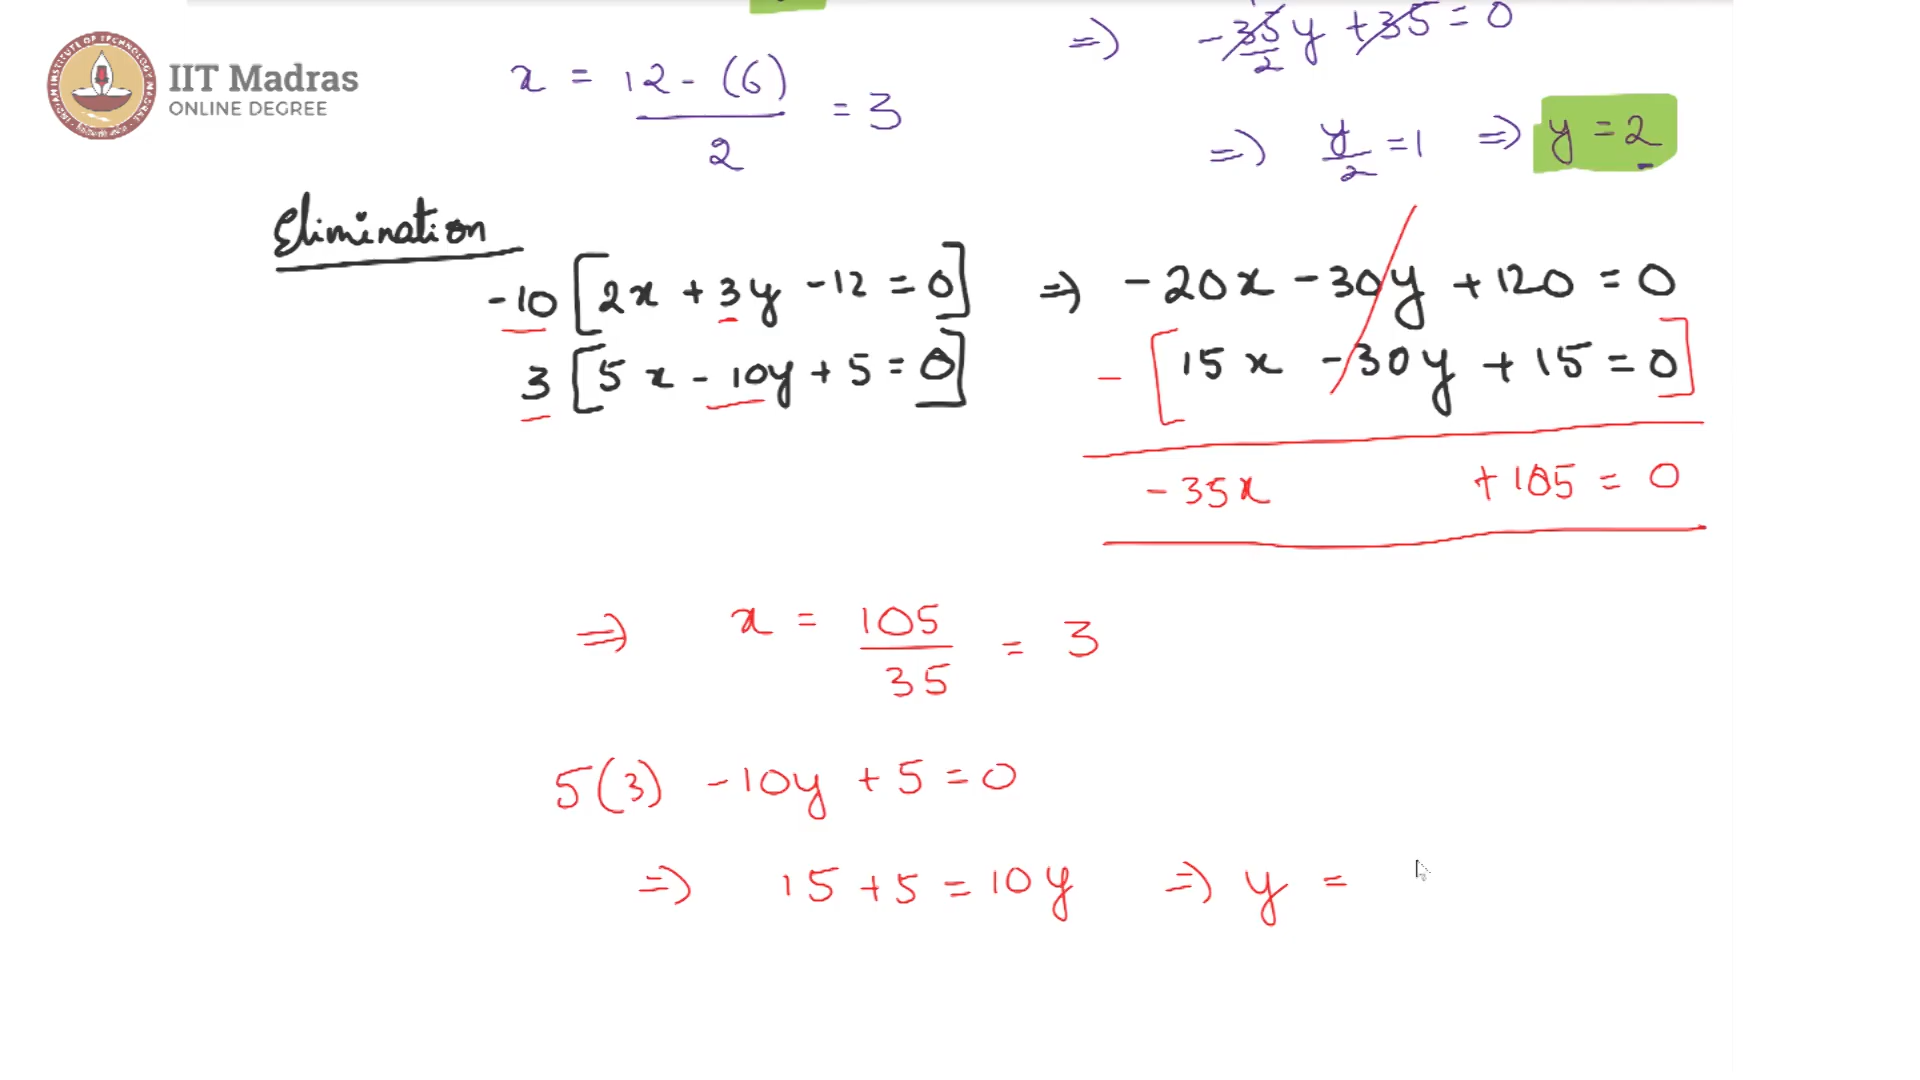 IIT Madras
ONLINE DEGREE
x = 12 - (6) / 2 = 3
=> -35/2 y + 35 = 0
=> y/2 = 1 => y = 2
Elimination
-10 [2x + 3y - 12 = 0] => -20x - 30y + 120 = 0
3 [5x - 10y + 5 = 0] - [15x - 30y + 15 = 0]
-35x + 105 = 0
=> x = 105/35 = 3
5(3) - 10y + 5 = 0
=> 15 + 5 = 10y => y =